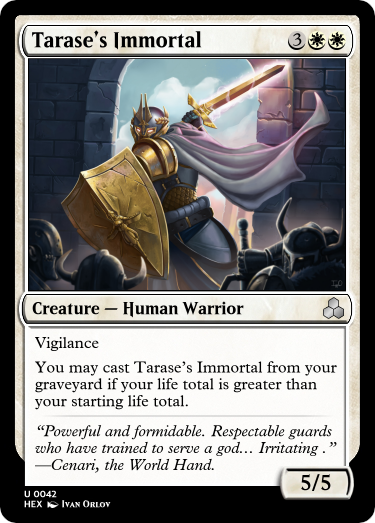 Tarase's Immortal 3
Creature — Human Warrior
Vigilance
You may cast Tarase's Immortal from your
graveyard if your life total is greater than
your starting life total.
"Powerful and formidable. Respectable guards
who have trained to serve a god… Irritating ."
—Cenari, the World Hand.
5/5
U 0042
HEX Ivan Orlov